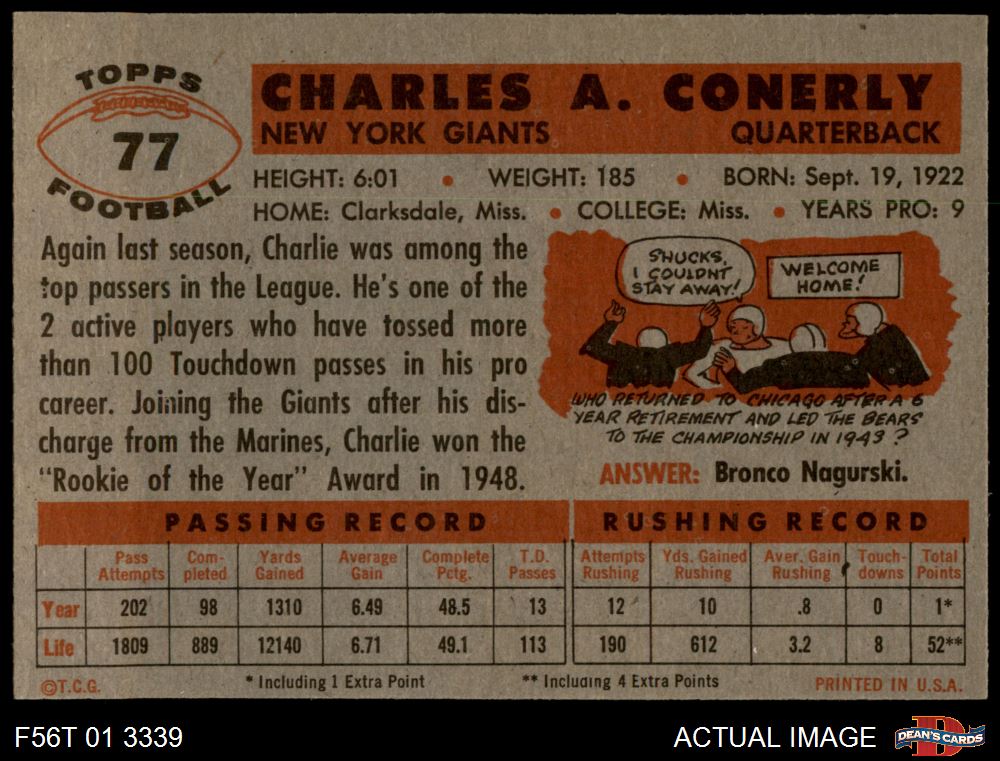 TOPPS
77
FOOTBALL
CHARLES A. CONERLY
NEW YORK GIANTS QUARTERBACK
HEIGHT: 6:01 • WEIGHT: 185 • BORN: Sept. 19, 1922
HOME: Clarksdale, Miss. • COLLEGE: Miss. • YEARS PRO: 9
Again last season, Charlie was among the
top passers in the League. He's one of the
2 active players who have tossed more
than 100 Touchdown passes in his pro
career. Joining the Giants after his dis-
charge from the Marines, Charlie won the
"Rookie of the Year" Award in 1948.
SHUCKS,
I COULDNT
STAY AWAY!
WELCOME
HOME!
WHO RETURNED TO CHICAGO AFTER A 6
YEAR RETIREMENT AND LED THE BEARS
TO THE CHAMPIONSHIP IN 1943?
ANSWER: Bronco Nagurski.
PASSING RECORD
Pass Attempts Com-pleted Yards Gained Average Gain Complete Pctg. T.D. Passes
Year 202 98 1310 6.49 48.5 13
Life 1809 889 12140 6.71 49.1 113
RUSHING RECORD
Attempts Rushing Yds. Gained Rushing Aver. Gain Rushing Touch-downs Total Points
12 10 .8 0 1*
190 612 3.2 8 52**
©T.C.G. * Including 1 Extra Point ** Including 4 Extra Points PRINTED IN U.S.A.
F56T 01 3339 ACTUAL IMAGE DEAN'S CARDS